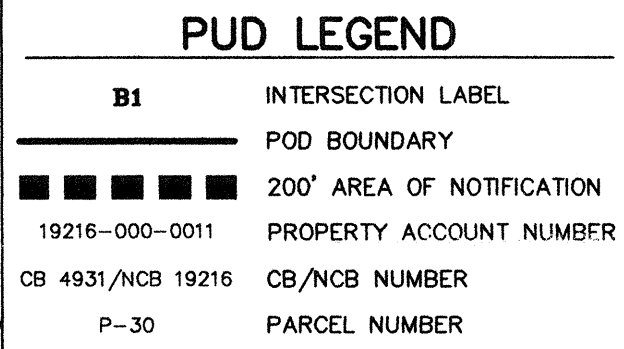 PUD LEGEND
B1 INTERSECTION LABEL
POD BOUNDARY
200' AREA OF NOTIFICATION
19216-000-0011 PROPERTY ACCOUNT NUMBER
CB 4931/NCB 19216 CB/NCB NUMBER
P-30 PARCEL NUMBER